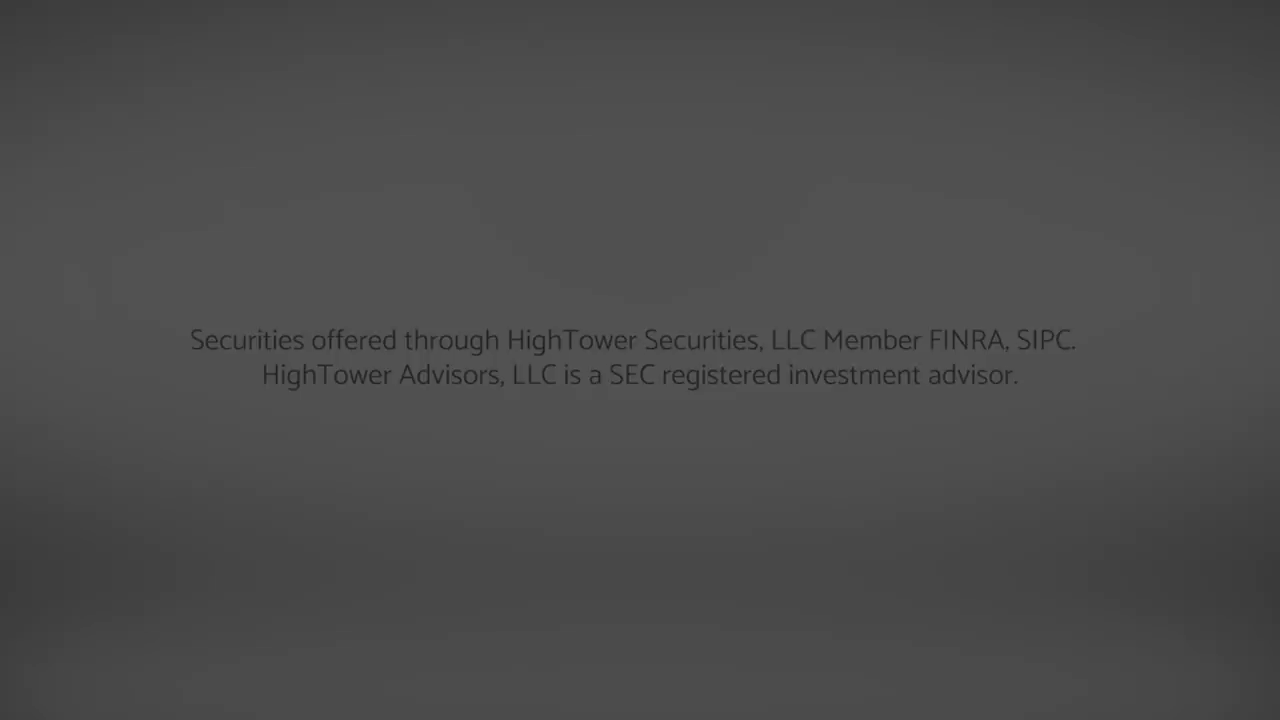 Securities offered through HighTower Securities, LLC Member FINRA, SIPC.
HighTower Advisors, LLC is a SEC registered investment advisor.